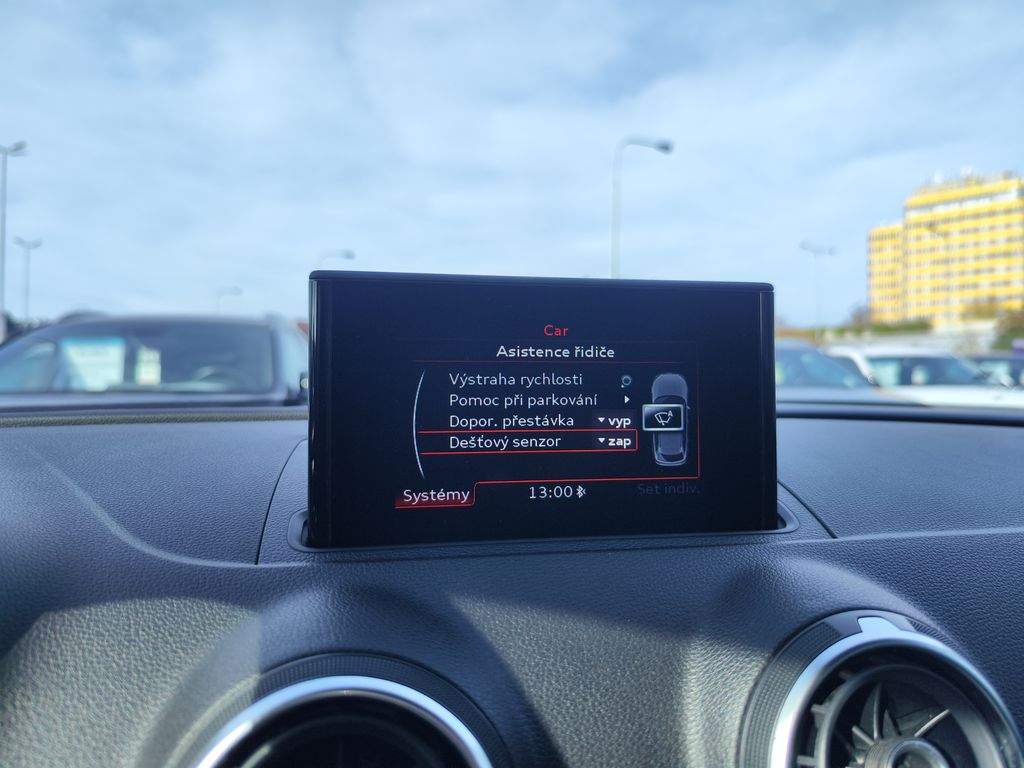 Car
Asistence řidiče
Výstraha rychlosti
Pomoc při parkování
Dopor. přestávka vyp
Dešťový senzor zap
Systémy 13:00 Set indiv.